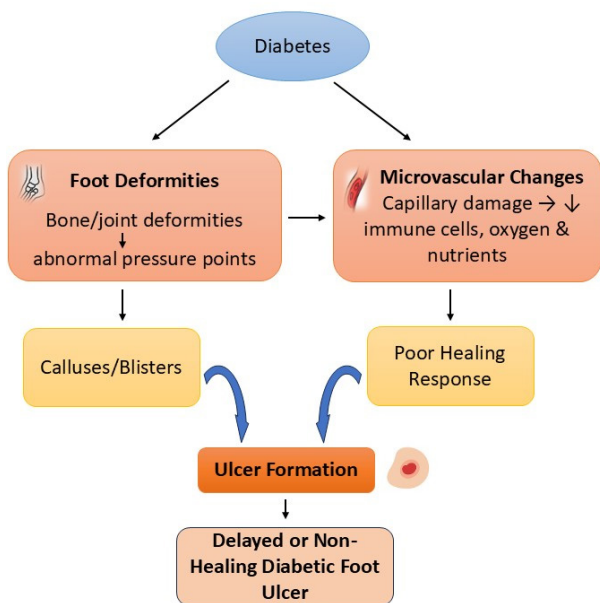 Diabetes
Foot Deformities
Bone/joint deformities
↓
abnormal pressure points
Microvascular Changes
Capillary damage → ↓
immune cells, oxygen &
nutrients
Calluses/Blisters
Poor Healing
Response
Ulcer Formation
Delayed or Non-
Healing Diabetic Foot
Ulcer